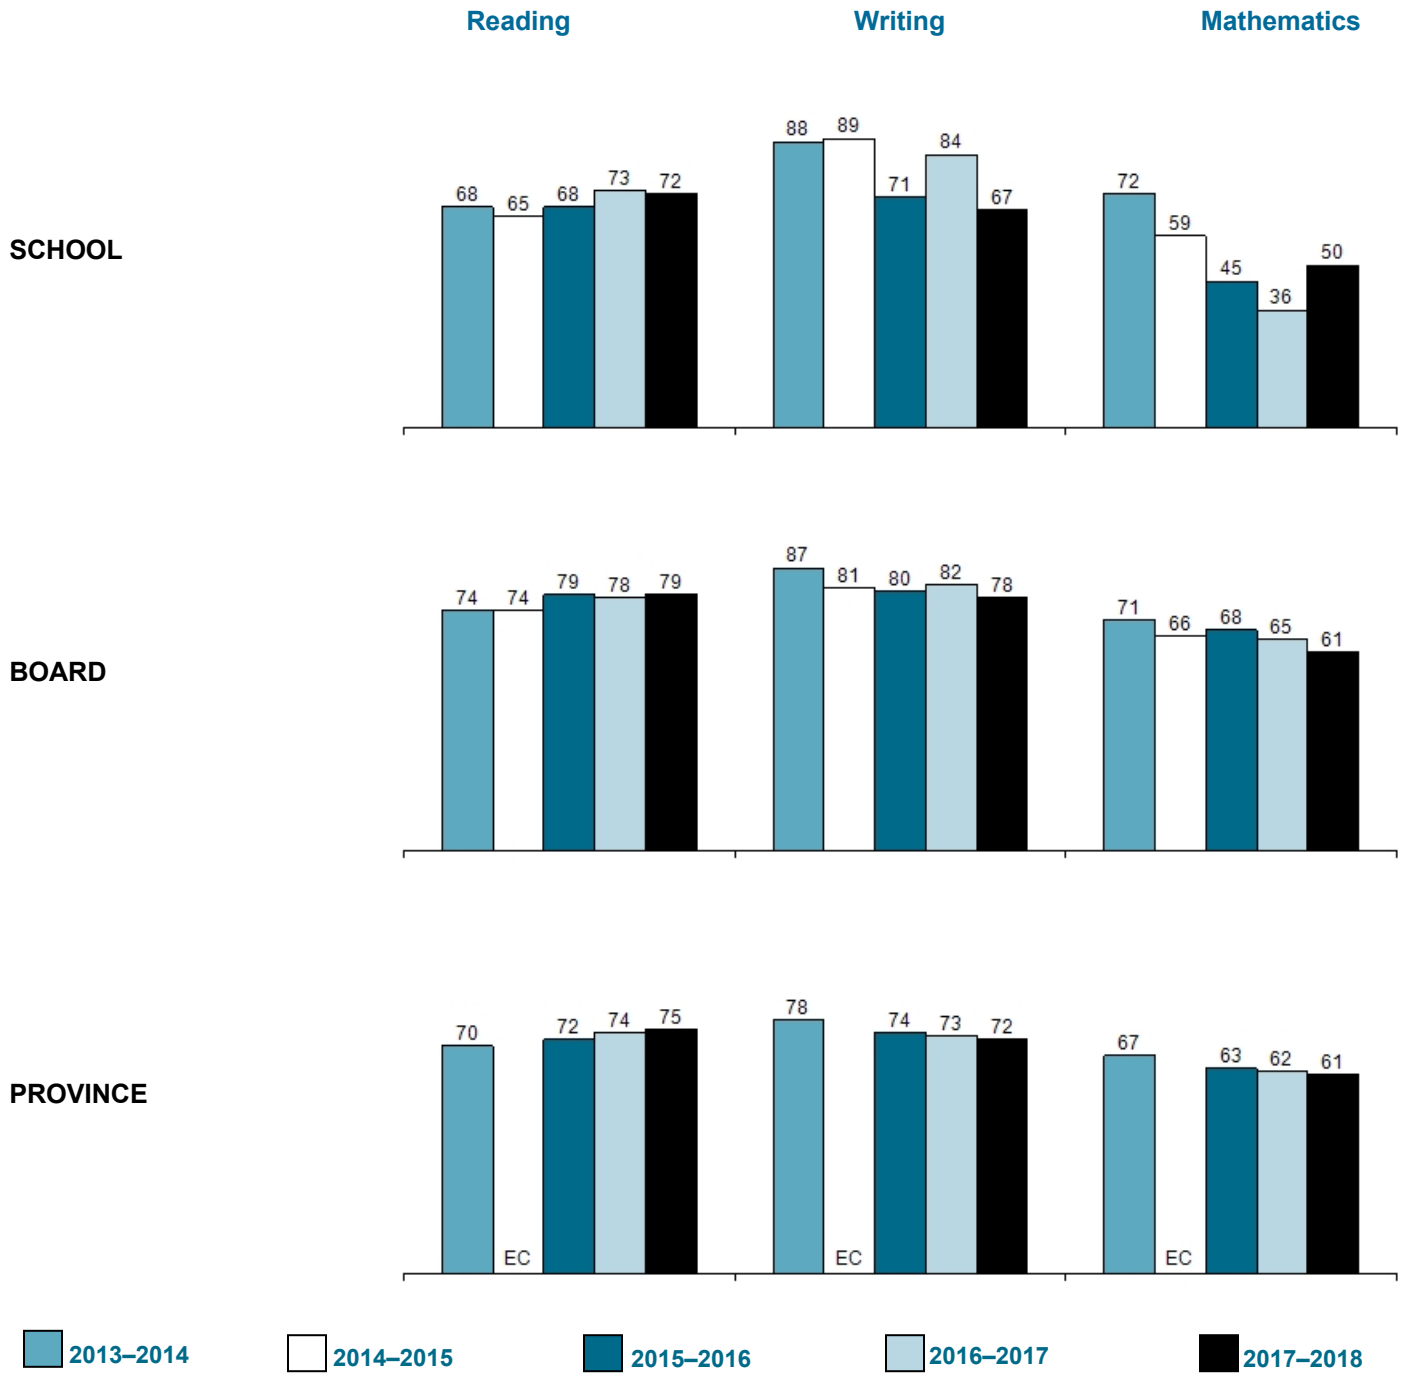 Reading Writing Mathematics
SCHOOL
68 65 68 73 72
88 89 71 84 67
72 59 45 36 50
BOARD
74 74 79 78 79
87 81 80 82 78
71 66 68 65 61
PROVINCE
70 EC 72 74 75
78 EC 74 73 72
67 EC 63 62 61
2013–2014 2014–2015 2015–2016 2016–2017 2017–2018